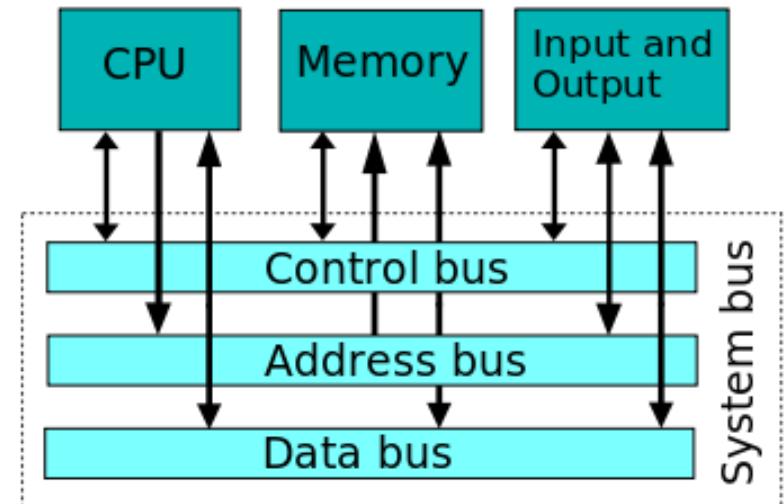 CPU
Memory
Input and
Output
Control bus
Address bus
Data bus
System bus